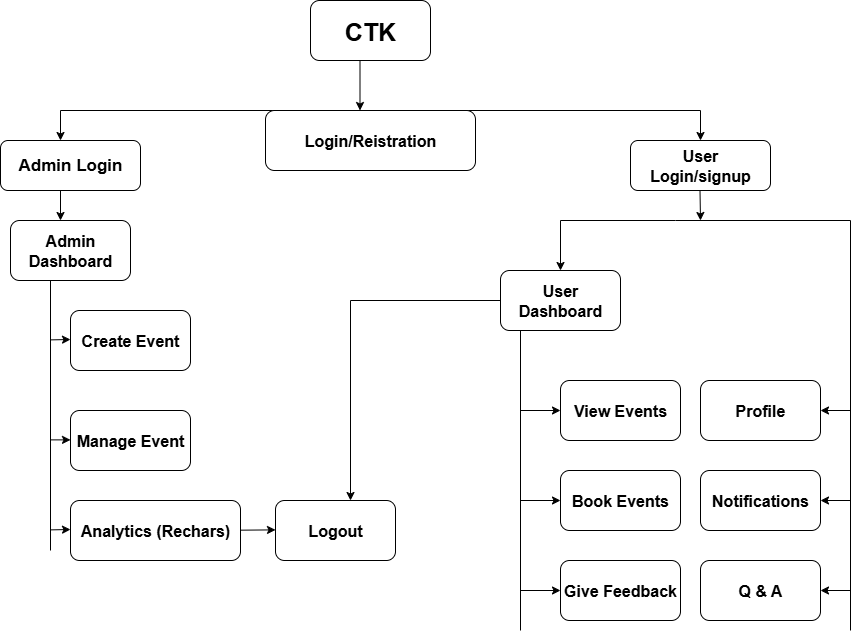 CTK
Login/Reistration
Admin Login
User
Login/signup
Admin
Dashboard
User
Dashboard
Create Event
View Events
Profile
Manage Event
Book Events
Notifications
Analytics (Rechars)
Logout
Give Feedback
Q & A